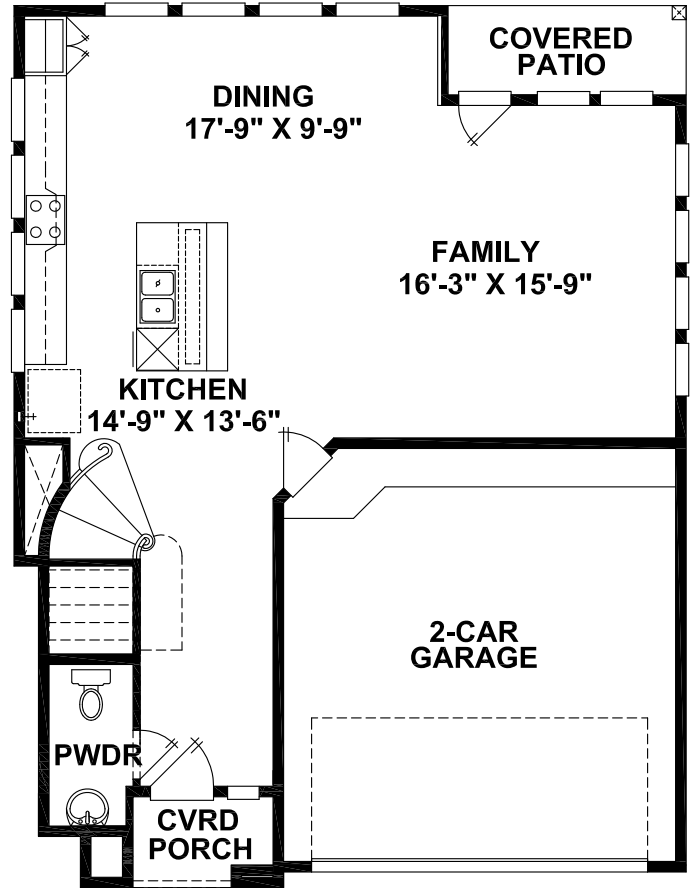 COVERED
PATIO
DINING
17'-9" X 9'-9"
FAMILY
16'-3" X 15'-9"
KITCHEN
14'-9" X 13'-6"
2-CAR
GARAGE
PWDR
CVRD
PORCH